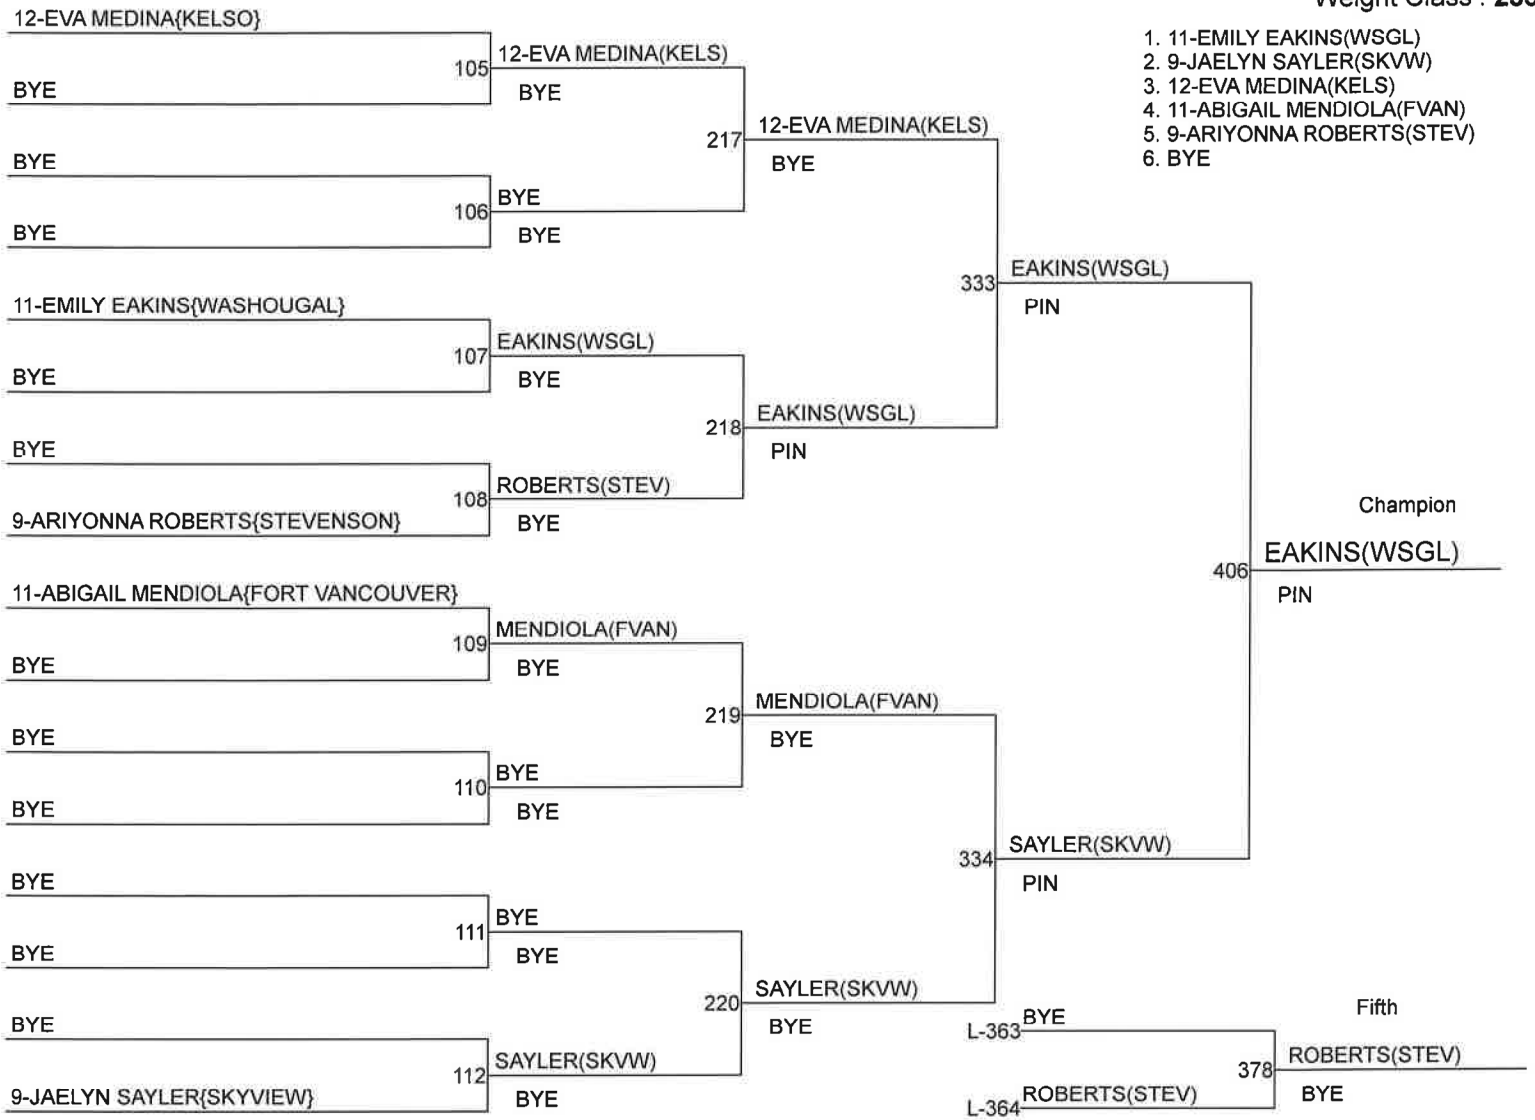 Weight Class :
1. 11-EMILY EAKINS(WSGL)
2. 9-JAELYN SAYLER(SKVW)
3. 12-EVA MEDINA(KELS)
4. 11-ABIGAIL MENDIOLA(FVAN)
5. 9-ARIYONNA ROBERTS(STEV)
6. BYE
12-EVA MEDINA{KELSO}
BYE
BYE
BYE
11-EMILY EAKINS{WASHOUGAL}
BYE
BYE
9-ARIYONNA ROBERTS{STEVENSON}
11-ABIGAIL MENDIOLA{FORT VANCOUVER}
BYE
BYE
BYE
BYE
BYE
BYE
9-JAELYN SAYLER{SKYVIEW}
105 12-EVA MEDINA(KELS)
BYE
106 BYE
BYE
107 EAKINS(WSGL)
BYE
108 ROBERTS(STEV)
BYE
109 MENDIOLA(FVAN)
BYE
110 BYE
BYE
111 BYE
BYE
112 SAYLER(SKVW)
BYE
217 12-EVA MEDINA(KELS)
BYE
218 EAKINS(WSGL)
PIN
219 MENDIOLA(FVAN)
BYE
220 SAYLER(SKVW)
BYE
333 EAKINS(WSGL)
PIN
334 SAYLER(SKVW)
PIN
Champion
406 EAKINS(WSGL)
PIN
Fifth
L-363 BYE
L-364 ROBERTS(STEV)
378 ROBERTS(STEV)
BYE